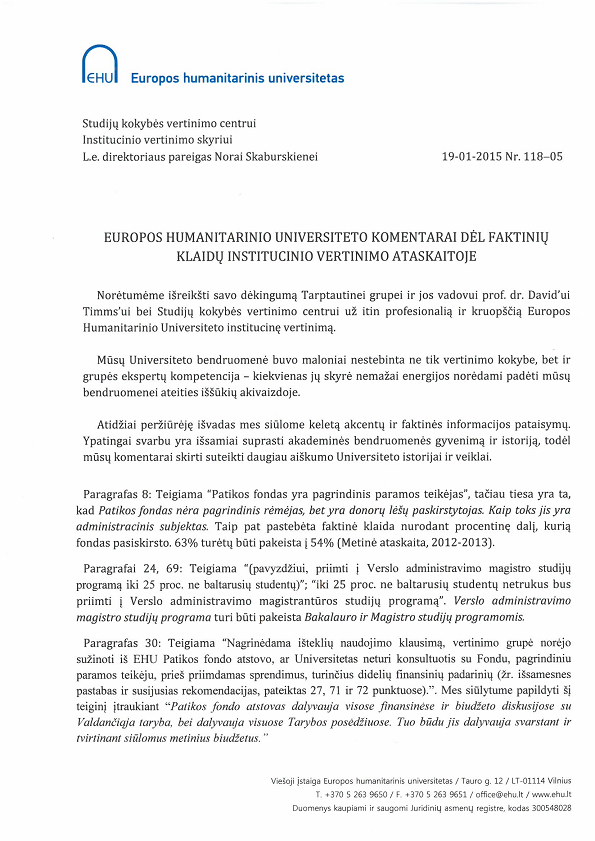 EHU Europos humanitarinis universitetas
Studijų kokybės vertinimo centrui
Institucinio vertinimo skyriui
L.e. direktoriaus pareigas Norai Skaburskienei 19-01-2015 Nr. 118–05
EUROPOS HUMANITARINIO UNIVERSITETO KOMENTARAI DĖL FAKTINIŲ
KLAIDŲ INSTITUCINIO VERTINIMO ATASKAITOJE
Norėtumėme išreikšti savo dėkingumą Tarptautinei grupei ir jos vadovui prof. dr. David'ui
Timms'ui bei Studijų kokybės vertinimo centrui už itin profesionalią ir kruopščią Europos
Humanitarinio Universiteto institucinę vertinimą.
Mūsų Universiteto bendruomenė buvo maloniai nestebinta ne tik vertinimo kokybe, bet ir
grupės ekspertų kompetencija – kiekvienas jų skyrė nemažai energijos norėdami padėti mūsų
bendruomenei ateities iššūkių akivaizdoje.
Atidžiai peržiūrėję išvadas mes siūlome keletą akcentų ir faktinės informacijos pataisymų.
Ypatingai svarbu yra išsamiai suprasti akademinės bendruomenės gyvenimą ir istoriją, todėl
mūsų komentarai skirti suteikti daugiau aiškumo Universiteto istorijai ir veiklai.
Paragrafas 8: Teigiama "Patikos fondas yra pagrindinis paramos teikėjas", tačiau tiesa yra ta,
kad Patikos fondas nėra pagrindinis rėmėjas, bet yra donorų lėšų paskirstytojas. Kaip toks jis yra
administracinis subjektas. Taip pat pastebėta faktinė klaida nurodant procentinę dalį, kurią
fondas pasiskirsto. 63% turėtų būti pakeista į 54% (Metinė ataskaita, 2012-2013).
Paragrafai 24, 69: Teigiama "(pavyzdžiui, priimti į Verslo administravimo magistro studijų
programą iki 25 proc. ne baltarusių studentų)"; "iki 25 proc. ne baltarusių studentų netrukus bus
priimti į Verslo administravimo magistrantūros studijų programą". Verslo administravimo
magistro studijų programa turi būti pakeista Bakalauro ir Magistro studijų programomis.
Paragrafas 30: Teigiama "Nagrinėdama išteklių naudojimo klausimą, vertinimo grupė norėjo
sužinoti iš EHU Patikos fondo atstovo, ar Universitetas neturi konsultuotis su Fondu, pagrindiniu
paramos teikėju, prieš priimdamas sprendimus, turinčius didelių finansinių padarinių (žr. išsamesnes
pastabas ir susijusias rekomendacijas, pateiktas 27, 71 ir 72 punktuose).". Mes siūlytume papildyti šį
teiginį įtraukiant "Patikos fondo atstovas dalyvauja visose finansinėse ir biudžeto diskusijose su
Valdančiąja taryba, bei dalyvauja visuose Tarybos posėdžiuose. Tuo būdu jis dalyvauja svarstant ir
tvirtinant siūlomus metinius biudžetus."
Viešoji įstaiga Europos humanitarinis universitetas / Tauro g. 12 / LT-01114 Vilnius
T. +370 5 263 9650 / F. +370 5 263 9651 / office@ehu.lt / www.ehu.lt
Duomenys kaupiami ir saugomi Juridinių asmenų registre, kodas 300548028